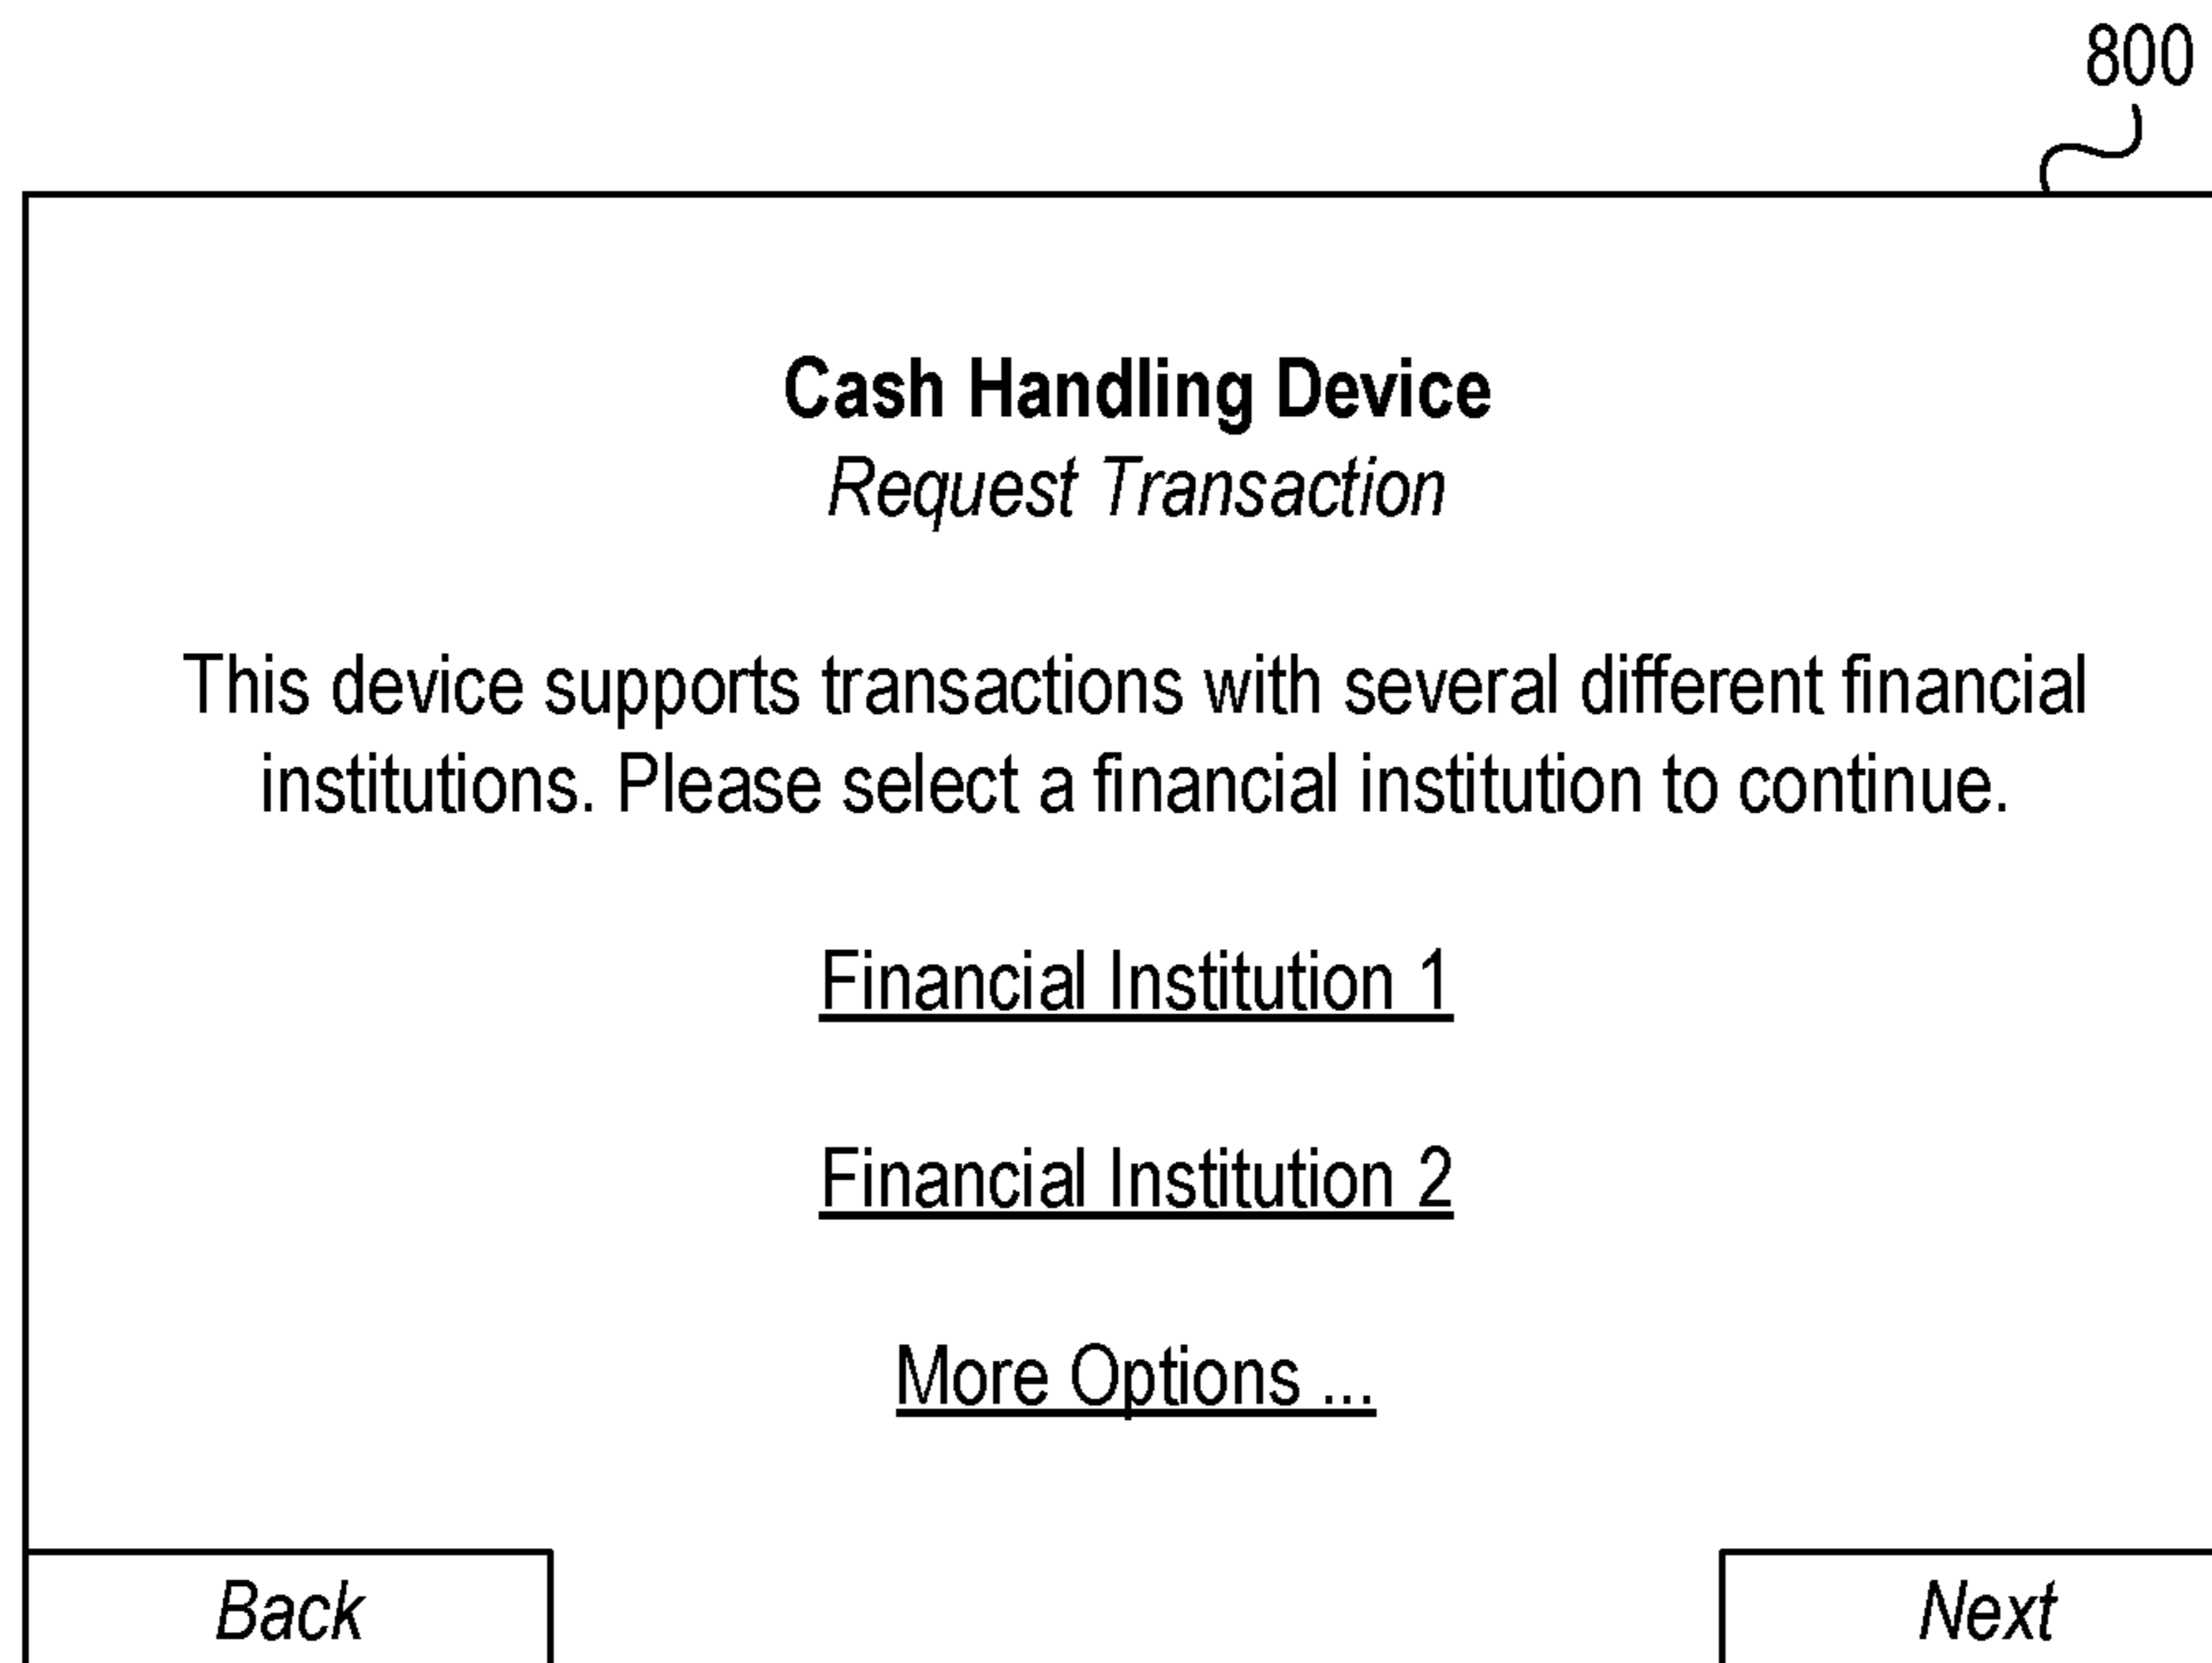 800
Cash Handling Device
Request Transaction
This device supports transactions with several different financial
institutions. Please select a financial institution to continue.
Financial Institution 1
Financial Institution 2
More Options ...
Back
Next